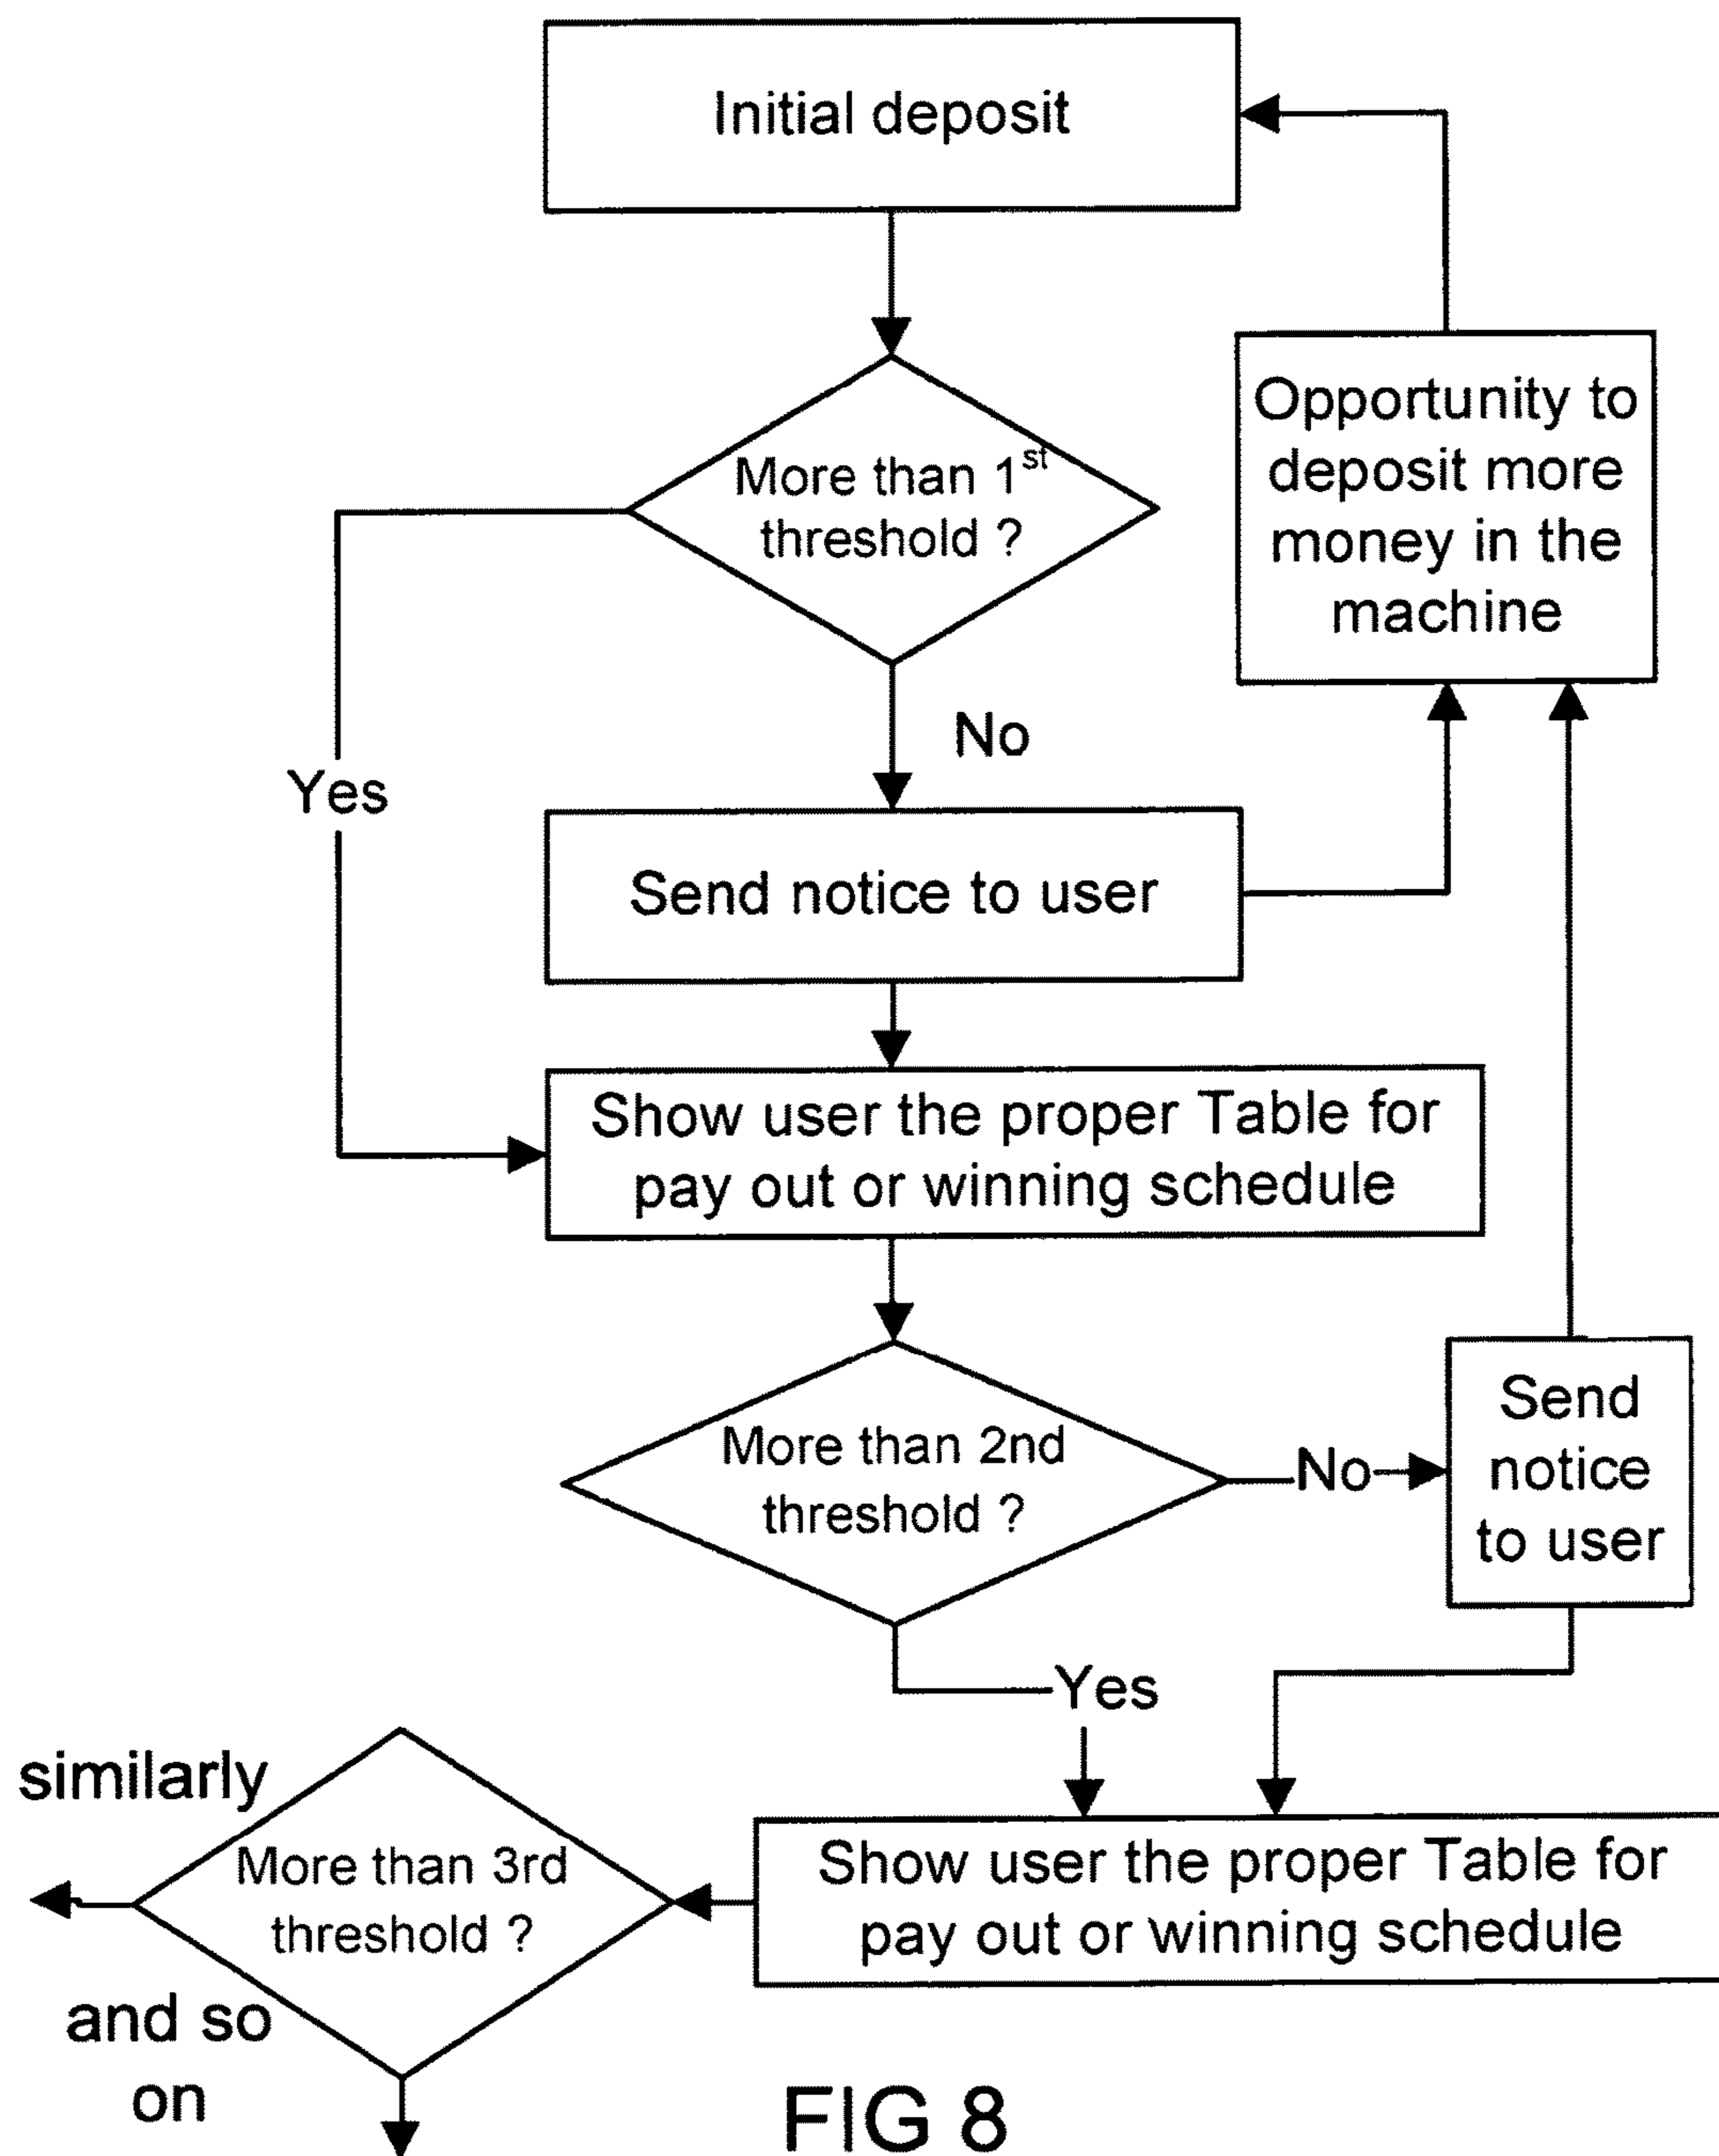 Initial deposit
More than 1st
threshold ?
Opportunity to
deposit more
money in the
machine
No
Yes
Send notice to user
Show user the proper Table for
pay out or winning schedule
More than 2nd
threshold ?
No
Send
notice
to user
Yes
similarly
More than 3rd
threshold ?
Show user the proper Table for
pay out or winning schedule
and so
on
FIG 8